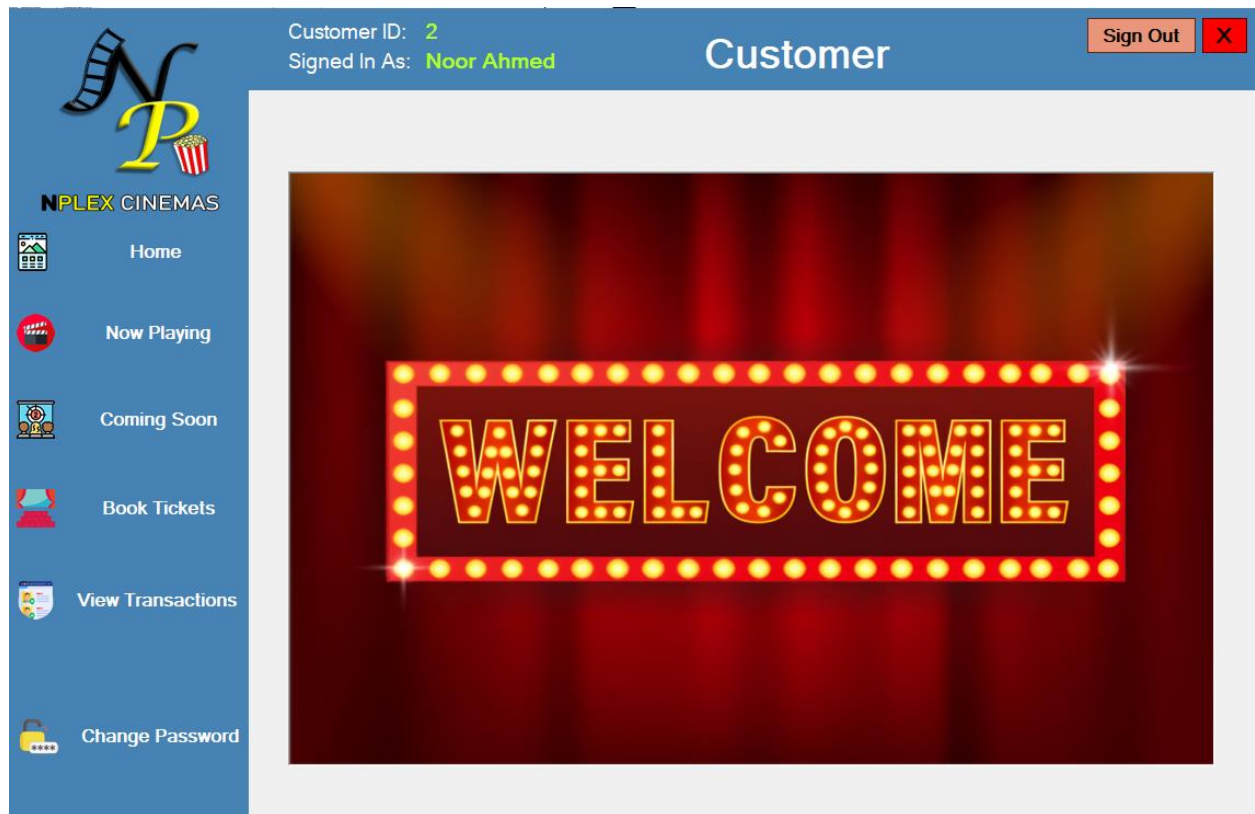 NP
NPLEX CINEMAS
Customer ID: 2
Signed In As: Noor Ahmed
Customer
Sign Out
X
Home
Now Playing
Coming Soon
Book Tickets
View Transactions
****
Change Password
WELCOME